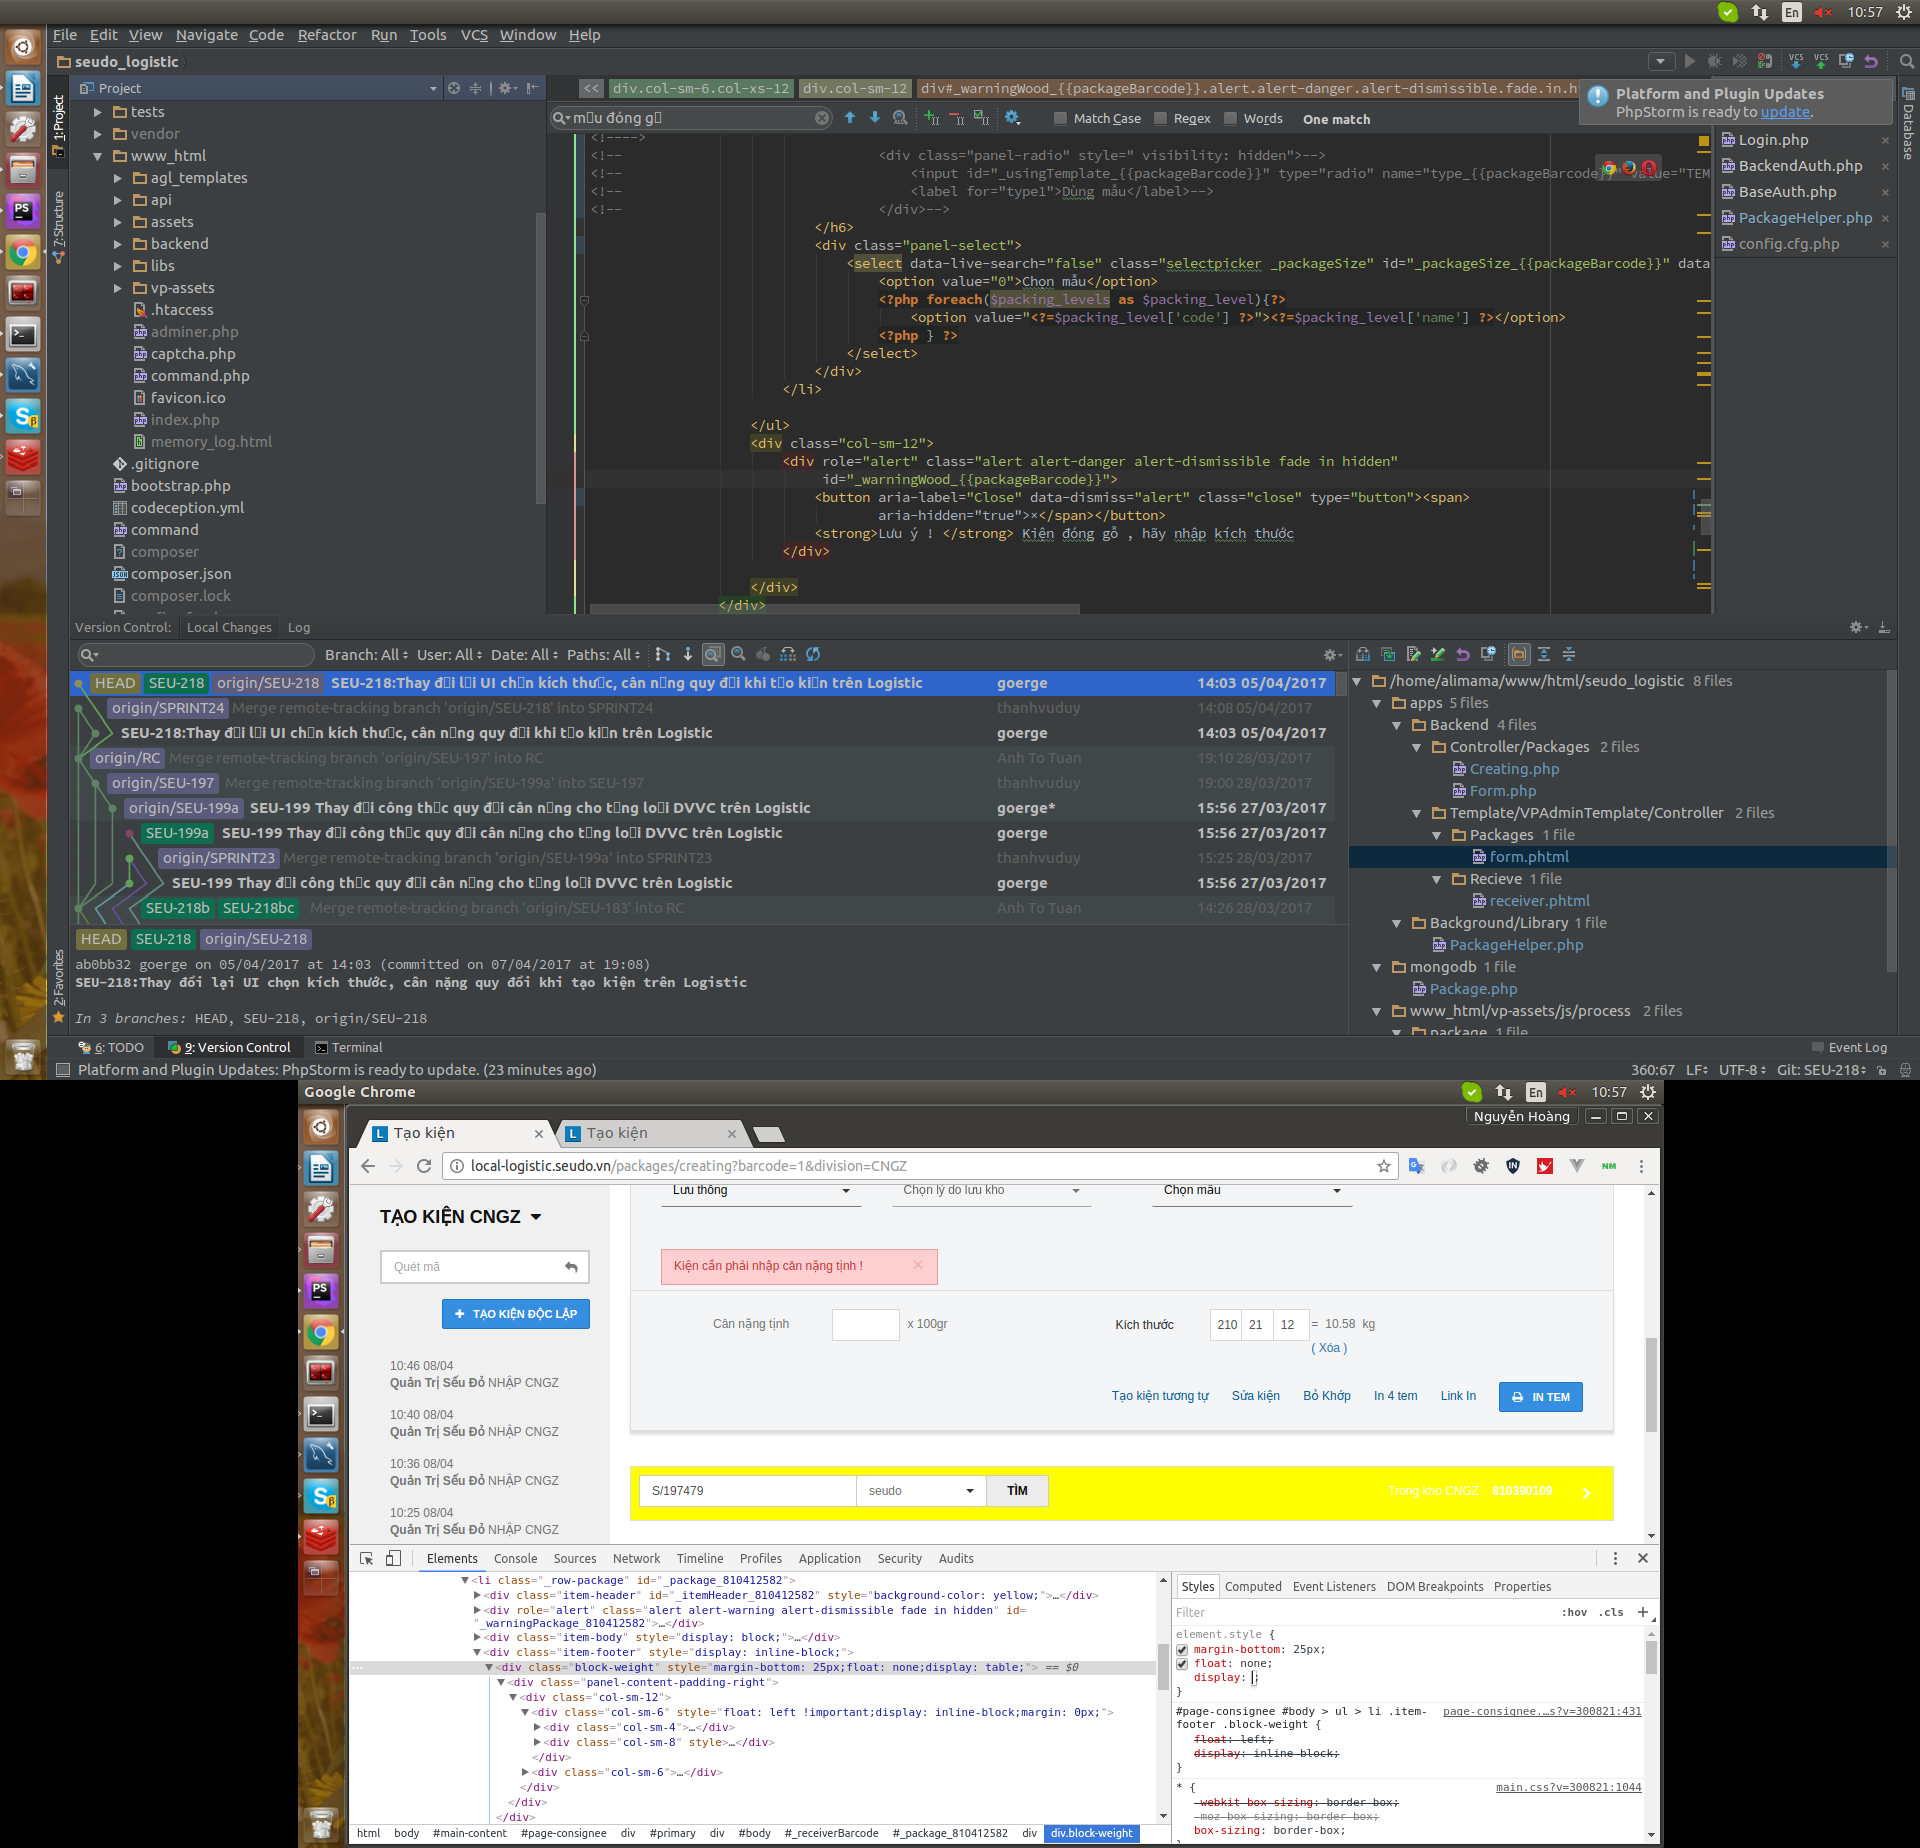 En 10:57
File Edit View Navigate Code Refactor Run Tools VCS Window Help
seudo_logistic
Project
<< div.col-sm-6.col-xs-12 div.col-sm-12 div#_warningWood_{{packageBarcode}}.alert.alert-danger.alert-dismissible.fade.in.h
Platform and Plugin Updates
PhpStorm is ready to update.
Match Case Regex Words One match
1: Project
7: Structure
2: Favorites
Database
tests
vendor
www_html
agl_templates
api
assets
backend
libs
vp-assets
.htaccess
adminer.php
captcha.php
command.php
favicon.ico
index.php
memory_log.html
.gitignore
bootstrap.php
codeception.yml
command
composer
composer.json
composer.lock
<!---->
<!-- <div class="panel-radio" style=" visibility: hidden">-->
<!-- <input id="_usingTemplate_{{packageBarcode}}" type="radio" name="type_{{packageBarcode}}" value="TEM
<!-- <label for="type1">Dùng mẫu</label>-->
<!-- </div>-->
</h6>
<div class="panel-select">
<select data-live-search="false" class="selectpicker _packageSize" id="_packageSize_{{packageBarcode}}" data
<option value="0">Chọn mẫu</option>
<?php foreach($packing_levels as $packing_level){?>
<option value="<?=$packing_level['code'] ?>"><?=$packing_level['name'] ?></option>
<?php } ?>
</select>
</div>
</li>
</ul>
<div class="col-sm-12">
<div role="alert" class="alert alert-danger alert-dismissible fade in hidden"
id="_warningWood_{{packageBarcode}}">
<button aria-label="Close" data-dismiss="alert" class="close" type="button"><span>
aria-hidden="true">×</span></button>
<strong>Lưu ý ! </strong> Kiện đóng gỗ , hãy nhập kích thước
</div>
</div>
</div>
Login.php
BackendAuth.php
BaseAuth.php
PackageHelper.php
config.cfg.php
Version Control: Local Changes Log
Branch: All User: All Date: All Paths: All
HEAD SEU-218 origin/SEU-218 SEU-218:Thay đ▯i l▯i UI ch▯n kích thư▯c, cân n▯ng quy đ▯i khi t▯o ki▯n trên Logistic goerge 14:03 05/04/2017
origin/SPRINT24 Merge remote-tracking branch 'origin/SEU-218' into SPRINT24 thanhvuduy 14:08 05/04/2017
SEU-218:Thay đ▯i l▯i UI ch▯n kích thư▯c, cân n▯ng quy đ▯i khi t▯o ki▯n trên Logistic goerge 14:03 05/04/2017
origin/RC Merge remote-tracking branch 'origin/SEU-197' into RC Anh To Tuan 19:10 28/03/2017
origin/SEU-197 Merge remote-tracking branch 'origin/SEU-199a' into SEU-197 thanhvuduy 19:00 28/03/2017
origin/SEU-199a SEU-199 Thay đ▯i công th▯c quy đ▯i cân n▯ng cho t▯ng lo▯i DVVC trên Logistic goerge* 15:56 27/03/2017
SEU-199a SEU-199 Thay đ▯i công th▯c quy đ▯i cân n▯ng cho t▯ng lo▯i DVVC trên Logistic goerge 15:56 27/03/2017
origin/SPRINT23 Merge remote-tracking branch 'origin/SEU-199a' into SPRINT23 thanhvuduy 15:25 28/03/2017
SEU-199 Thay đ▯i công th▯c quy đ▯i cân n▯ng cho t▯ng lo▯i DVVC trên Logistic goerge 15:56 27/03/2017
SEU-218b SEU-218bc Merge remote-tracking branch 'origin/SEU-183' into RC Anh To Tuan 14:26 28/03/2017
HEAD SEU-218 origin/SEU-218
ab0bb32 goerge on 05/04/2017 at 14:03 (committed on 07/04/2017 at 19:08)
SEU-218:Thay đổi lại UI chọn kích thước, cân nặng quy đổi khi tạo kiện trên Logistic
In 3 branches: HEAD, SEU-218, origin/SEU-218
/home/alimama/www/html/seudo_logistic 8 files
apps 5 files
Backend 4 files
Controller/Packages 2 files
Creating.php
Form.php
Template/VPAdminTemplate/Controller 2 files
Packages 1 file
form.phtml
Recieve 1 file
receiver.phtml
Background/Library 1 file
PackageHelper.php
mongodb 1 file
Package.php
www_html/vp-assets/js/process 2 files
package 1 file
6: TODO 9: Version Control Terminal Event Log
Platform and Plugin Updates: PhpStorm is ready to update. (23 minutes ago) 360:67 LF UTF-8 Git: SEU-218
Google Chrome En 10:57
Nguyễn Hoàng
Tạo kiện Tạo kiện
local-logistic.seudo.vn/packages/creating?barcode=1&division=CNGZ
TẠO KIỆN CNGZ
Quét mã
TẠO KIỆN ĐỘC LẬP
10:46 08/04
Quản Trị Sếu Đỏ NHẬP CNGZ
10:40 08/04
Quản Trị Sếu Đỏ NHẬP CNGZ
10:36 08/04
Quản Trị Sếu Đỏ NHẬP CNGZ
10:25 08/04
Quản Trị Sếu Đỏ NHẬP CNGZ
Lưu thông Chọn lý do lưu kho Chọn mẫu
Kiện cần phải nhập cân nặng tịnh !
Cân nặng tịnh x 100gr Kích thước 210 21 12 = 10.58 kg
( Xóa )
Tạo kiện tương tự Sửa kiện Bỏ Khớp In 4 tem Link In IN TEM
S/197479 seudo TÌM Trong kho CNGZ 810390109
Elements Console Sources Network Timeline Profiles Application Security Audits
<li class="_row-package" id="_package_810412582">
<div class="item-header" id="_itemHeader_810412582" style="background-color: yellow;">…</div>
<div role="alert" class="alert alert-warning alert-dismissible fade in hidden" id=
"_warningPackage_810412582">…</div>
<div class="item-body" style="display: block;">…</div>
<div class="item-footer" style="display: inline-block;">
<div class="block-weight" style="margin-bottom: 25px;float: none;display: table;"> == $0
<div class="panel-content-padding-right">
<div class="col-sm-12">
<div class="col-sm-6" style="float: left !important;display: inline-block;margin: 0px;">
<div class="col-sm-4">…</div>
<div class="col-sm-8" style>…</div>
</div>
<div class="col-sm-6">…</div>
</div>
</div>
</div>
html body #main-content #page-consignee div #primary div #body #_receiverBarcode #_package_810412582 div div.block-weight
Styles Computed Event Listeners DOM Breakpoints Properties
Filter :hov .cls +
element.style {
margin-bottom: 25px;
float: none;
display: ;
}
#page-consignee #body > ul > li .item-footer .block-weight { page-consignee.…s?v=300821:431
float: left;
display: inline-block;
}
* { main.css?v=300821:1044
-webkit-box-sizing: border-box;
-moz-box-sizing: border-box;
box-sizing: border-box;